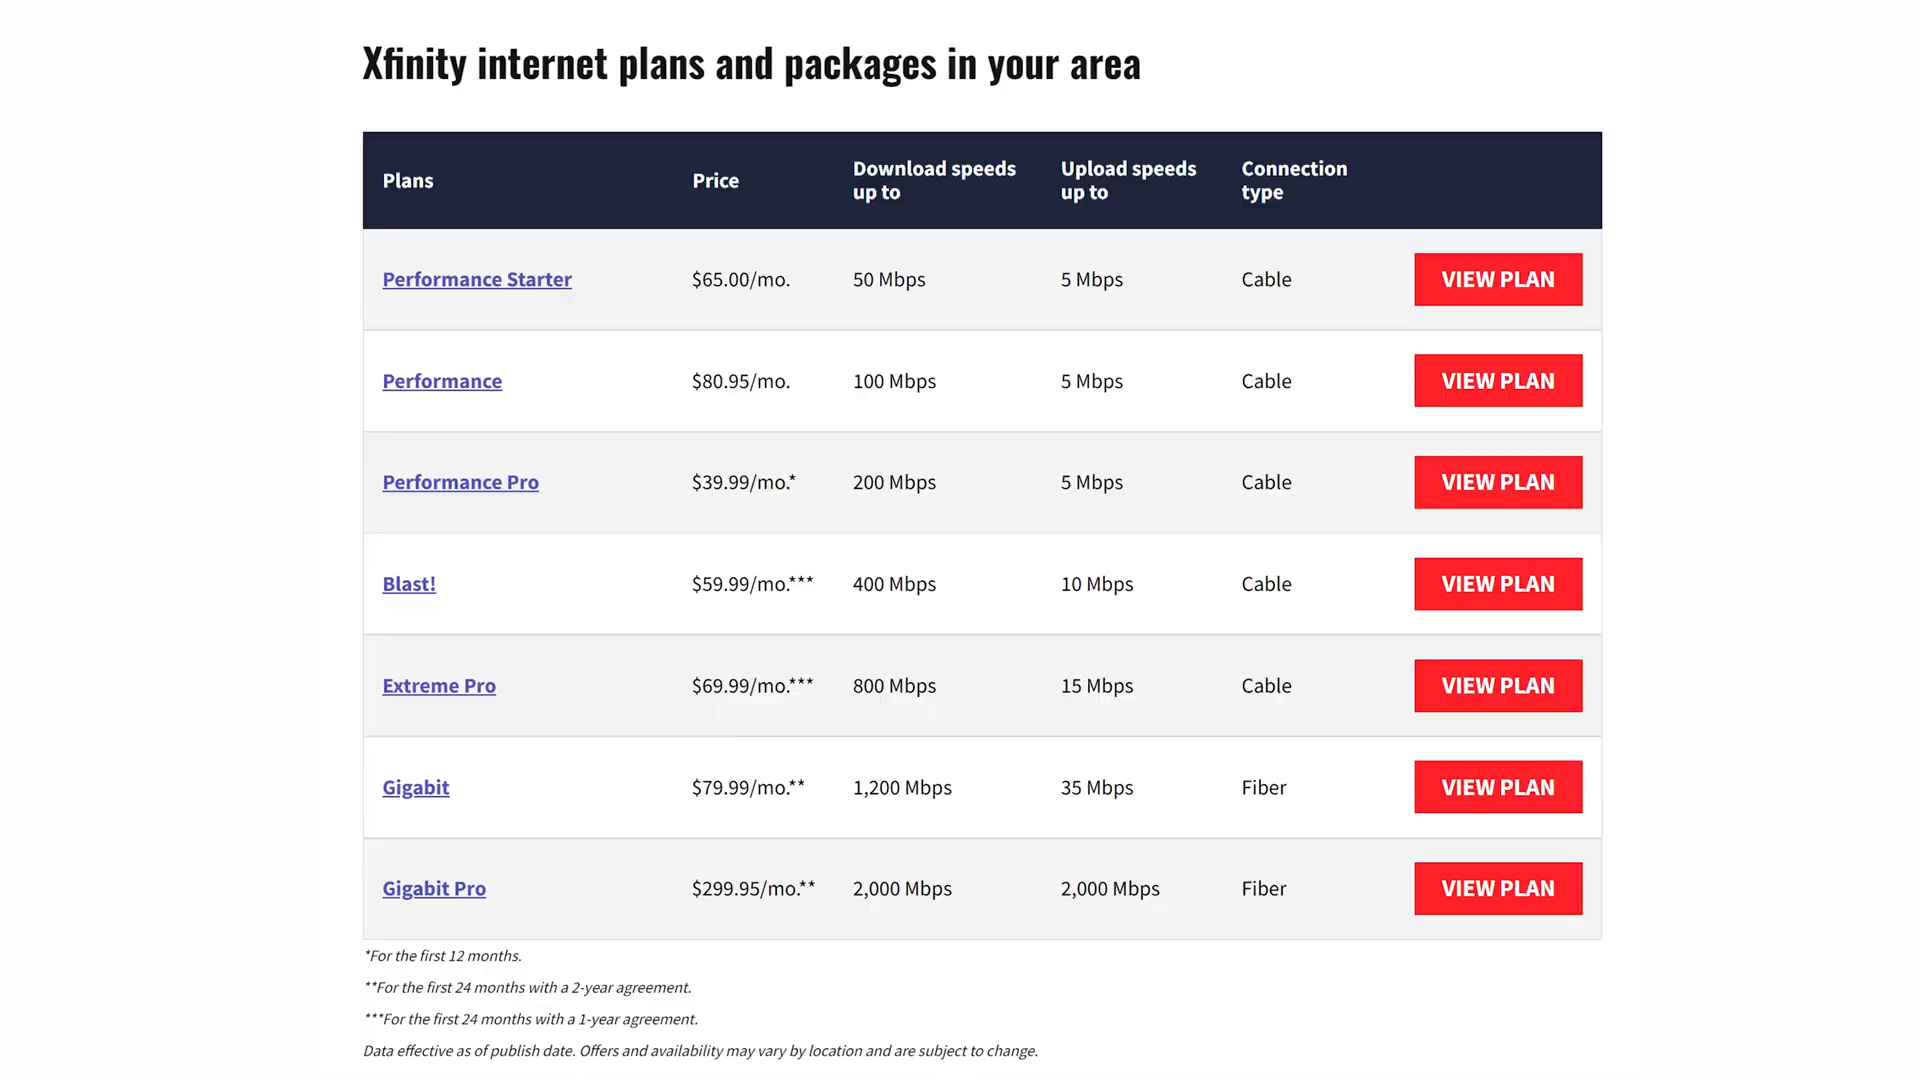 Xfinity internet plans and packages in your area
Plans Price Download speeds up to Upload speeds up to Connection type
Performance Starter $65.00/mo. 50 Mbps 5 Mbps Cable VIEW PLAN
Performance $80.95/mo. 100 Mbps 5 Mbps Cable VIEW PLAN
Performance Pro $39.99/mo.* 200 Mbps 5 Mbps Cable VIEW PLAN
Blast! $59.99/mo.*** 400 Mbps 10 Mbps Cable VIEW PLAN
Extreme Pro $69.99/mo.*** 800 Mbps 15 Mbps Cable VIEW PLAN
Gigabit $79.99/mo.** 1,200 Mbps 35 Mbps Fiber VIEW PLAN
Gigabit Pro $299.95/mo.** 2,000 Mbps 2,000 Mbps Fiber VIEW PLAN
*For the first 12 months.
**For the first 24 months with a 2-year agreement.
***For the first 24 months with a 1-year agreement.
Data effective as of publish date. Offers and availability may vary by location and are subject to change.